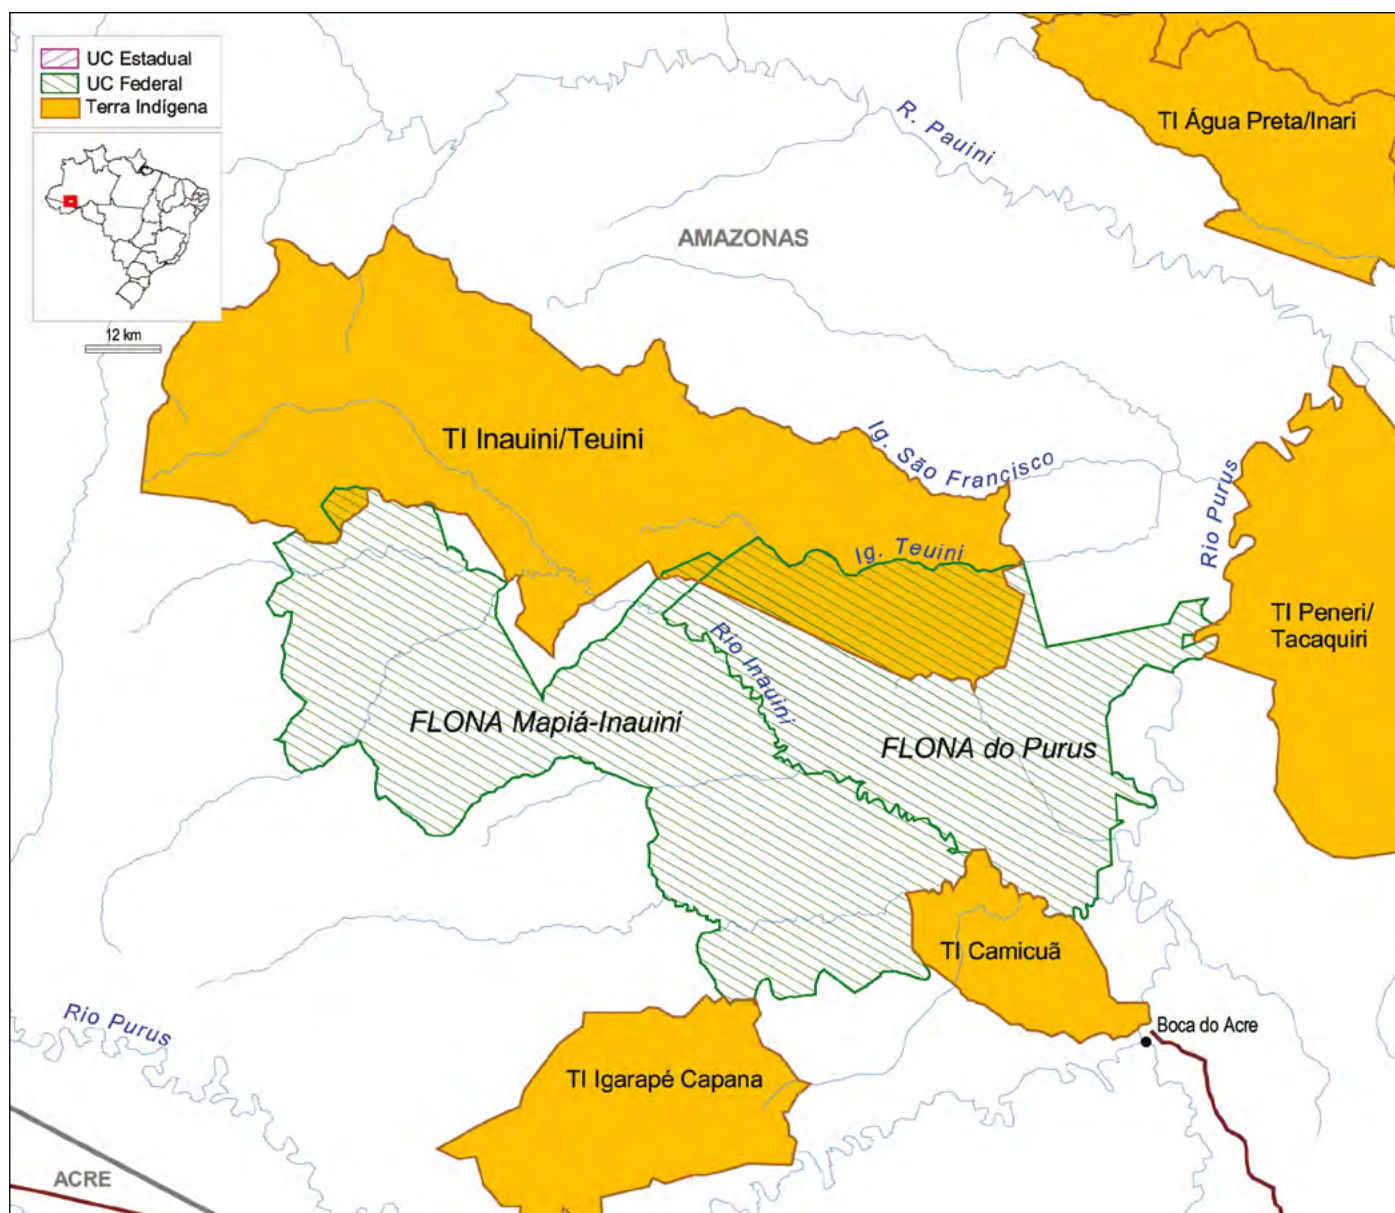 UC Estadual
UC Federal
Terra Indígena
12 km
R. Pauini
TI Água Preta/Inari
AMAZONAS
TI Inauini/Teuini
Ig. São Francisco
Ig. Teuini
Rio Purus
TI Peneri/
Tacaquiri
Rio Inauini
FLONA Mapiá-Inauini
FLONA do Purus
TI Camicuã
Rio Purus
Boca do Acre
TI Igarapé Capana
ACRE